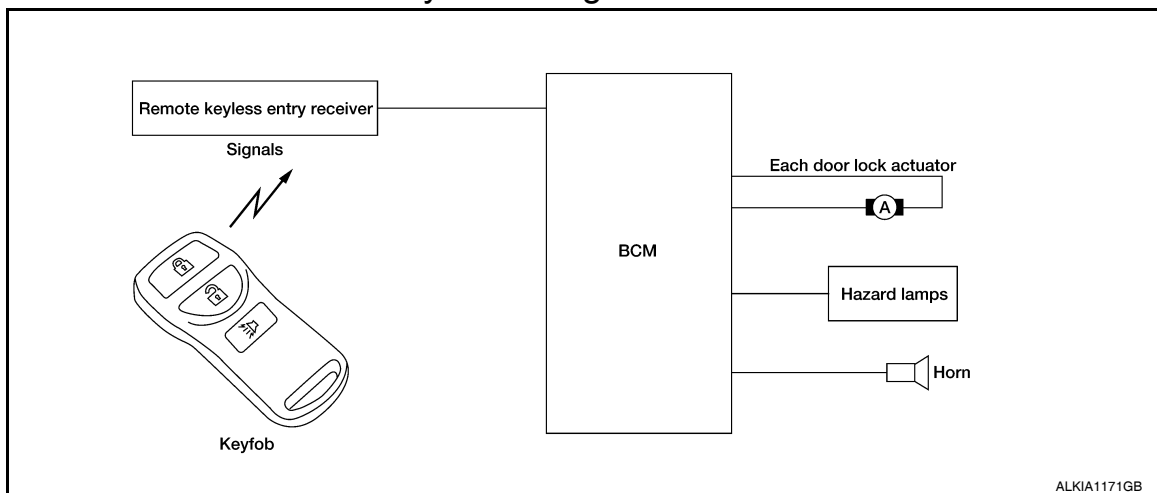 Remote keyless entry receiver
Signals
Each door lock actuator
A
BCM
Hazard lamps
Horn
Keyfob
ALKIA1171GB